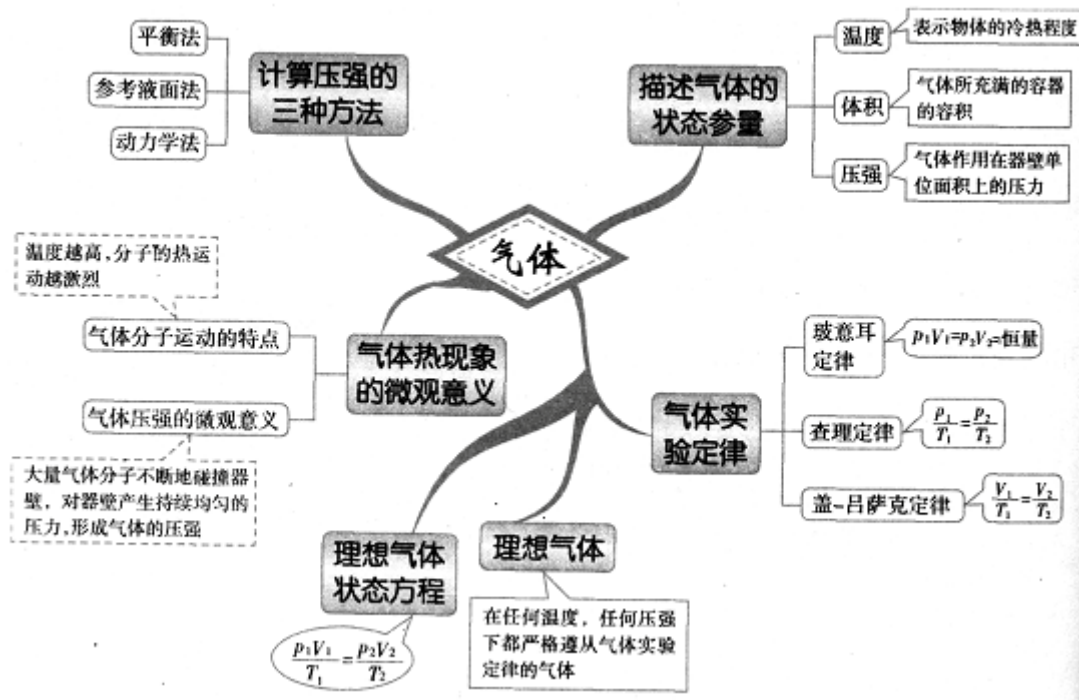 平衡法
参考液面法
动力学法
计算压强的
三种方法
描述气体的
状态参量
温度
表示物体的冷热程度
体积
气体所充满的容器
的容积
压强
气体作用在器壁单
位面积上的压力
气体
温度越高,分子的热运
动越激烈
气体分子运动的特点
气体压强的微观意义
大量气体分子不断地碰撞器
壁,对器壁产生持续均匀的
压力,形成气体的压强
气体热现象
的微观意义
气体实
验定律
玻意耳
定律
p₁V₁=p₂V₂=恒量
查理定律
p₁/T₁=p₂/T₂
盖-吕萨克定律
V₁/T₁=V₂/T₂
理想气体
状态方程
p₁V₁/T₁=p₂V₂/T₂
理想气体
在任何温度,任何压强
下都严格遵从气体实验
定律的气体